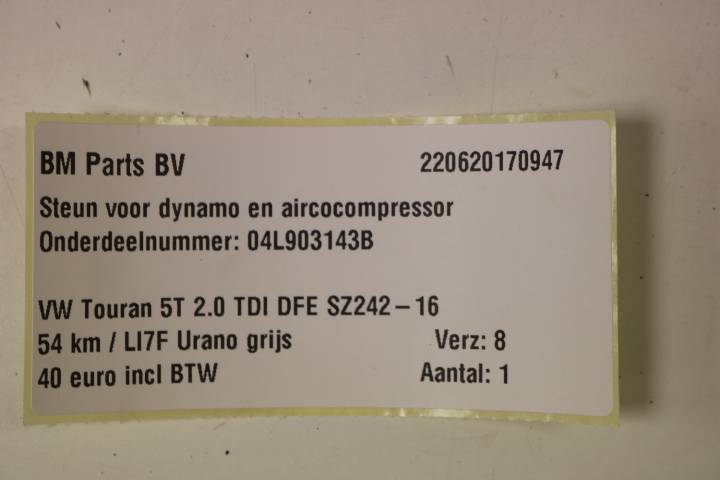 BM Parts BV 220620170947
Steun voor dynamo en aircocompressor
Onderdeelnummer: 04L903143B
VW Touran 5T 2.0 TDI DFE SZ242-16
54 km / LI7F Urano grijs Verz: 8
40 euro incl BTW Aantal: 1